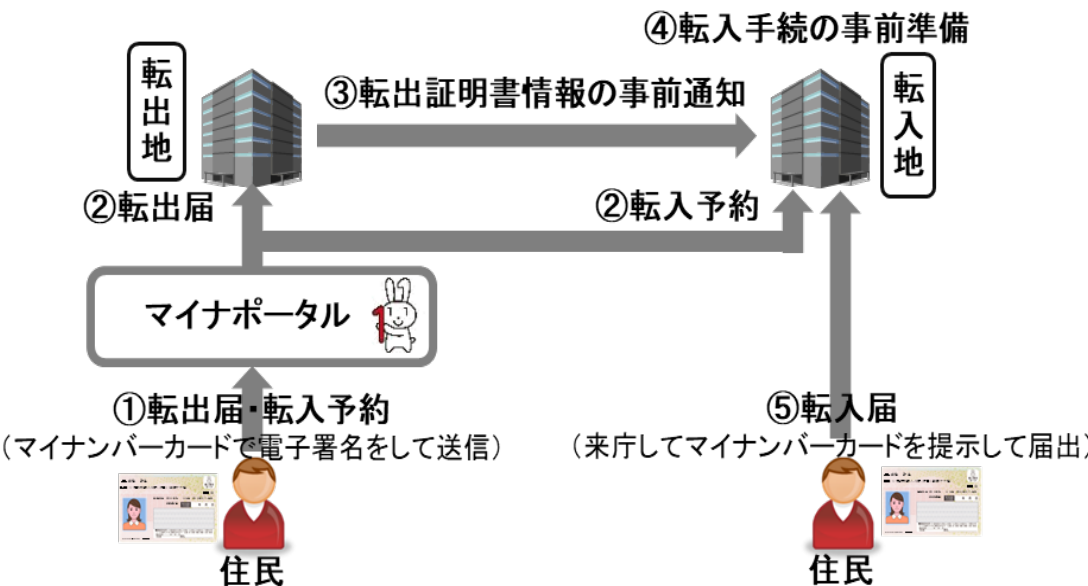 ④転入手続の事前準備
転出地
③転出証明書情報の事前通知
転入地
②転出届
②転入予約
マイナポータル
①転出届・転入予約
（マイナンバーカードで電子署名をして送信）
⑤転入届
（来庁してマイナンバーカードを提示して届出）
住民
住民